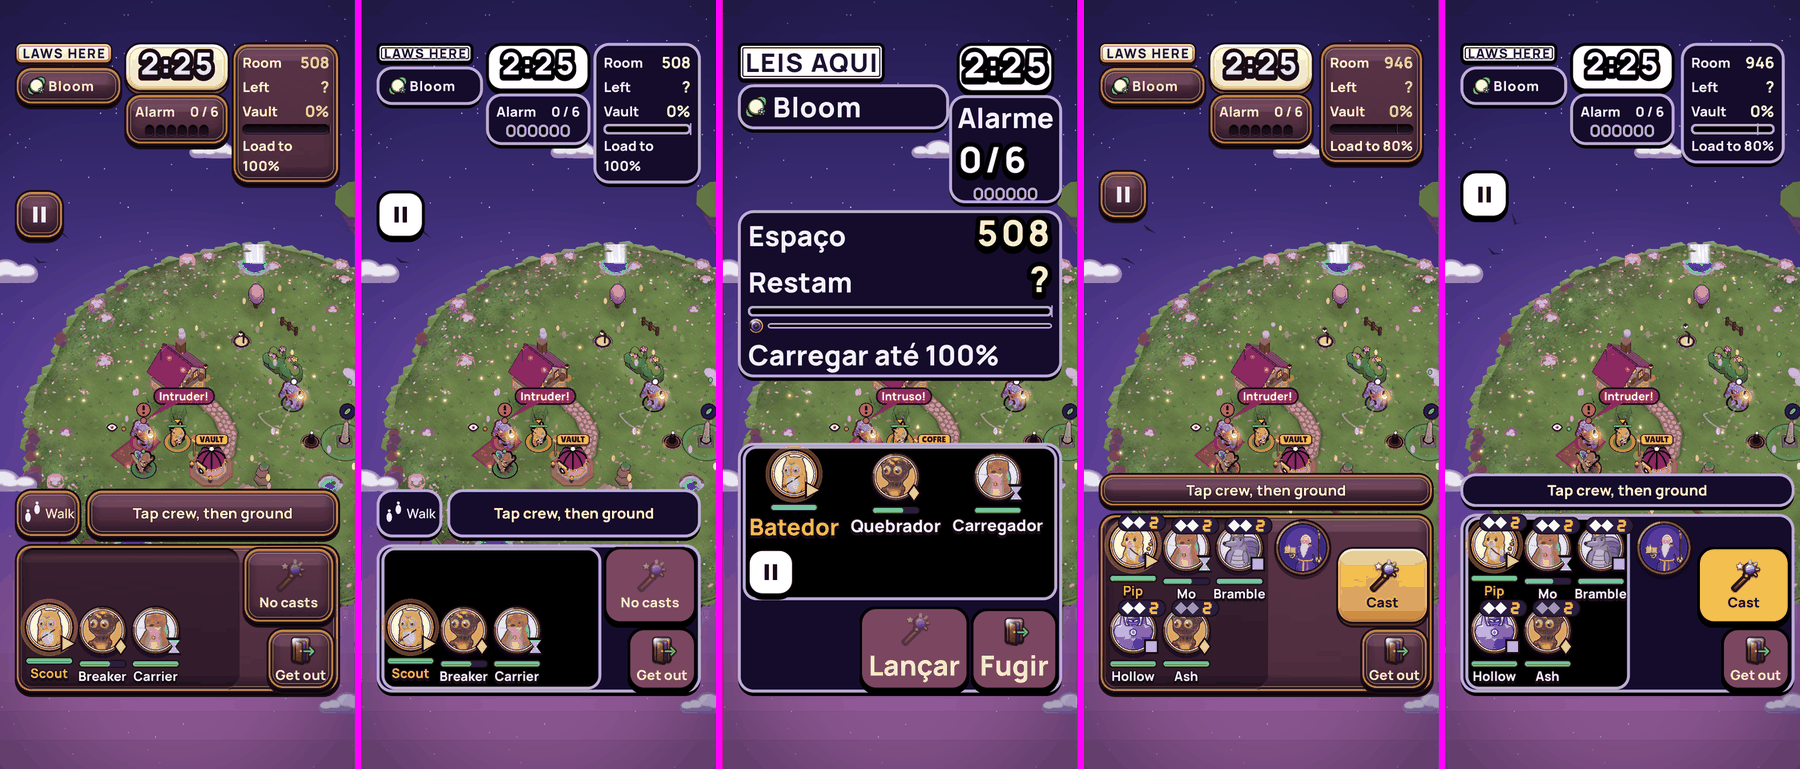 LAWS HERE
2:25
Room 508
Left ?
Vault 0%
Load to
100%
Bloom
Alarm 0/6
Intruder!
VAULT
Walk
Tap crew, then ground
No casts
Scout
Breaker
Carrier
Get out
LAWS HERE
2:25
Room 508
Left ?
Vault 0%
Load to
100%
Bloom
Alarm 0/6
000000
Intruder!
VAULT
Walk
Tap crew, then ground
No casts
Scout
Breaker
Carrier
Get out
LEIS AQUI
2:25
Bloom
Alarme
0/6
000000
Espaço 508
Restam ?
Carregar até 100%
Intruso!
COFRE
Batedor
Quebrador
Carregador
Lançar
Fugir
LAWS HERE
2:25
Room 946
Left ?
Vault 0%
Load to 80%
Bloom
Alarm 0/6
Intruder!
VAULT
Tap crew, then ground
2
2
2
Pip
Mo
Bramble
Cast
2
2
Hollow
Ash
Get out
LAWS HERE
2:25
Room 946
Left ?
Vault 0%
Load to 80%
Bloom
Alarm 0/6
000000
Intruder!
VAULT
Tap crew, then ground
2
2
2
Pip
Mo
Bramble
Cast
2
2
Hollow
Ash
Get out